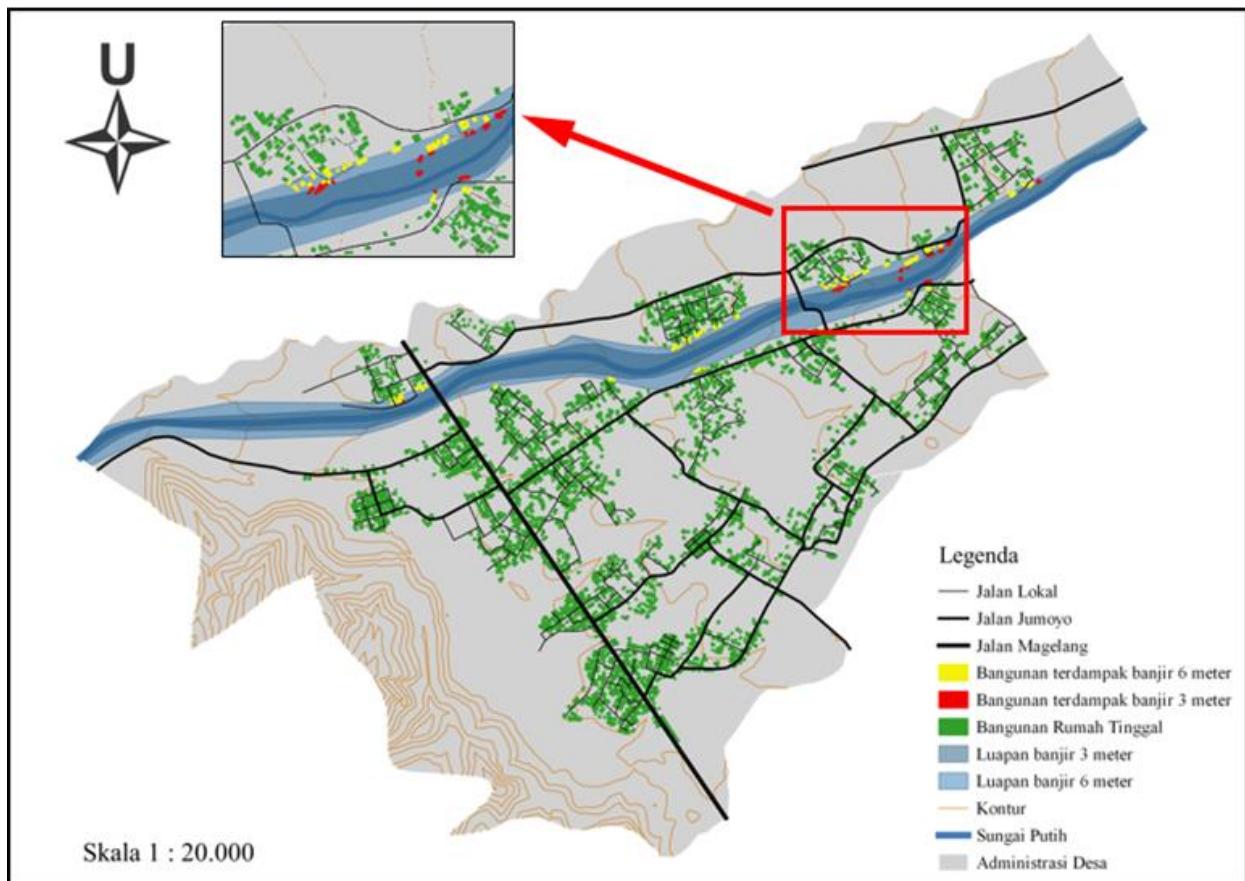 U
Legenda
Jalan Lokal
Jalan Jumoyo
Jalan Magelang
Bangunan terdampak banjir 6 meter
Bangunan terdampak banjir 3 meter
Bangunan Rumah Tinggal
Luapan banjir 3 meter
Luapan banjir 6 meter
Kontur
Sungai Putih
Administrasi Desa
Skala 1 : 20.000